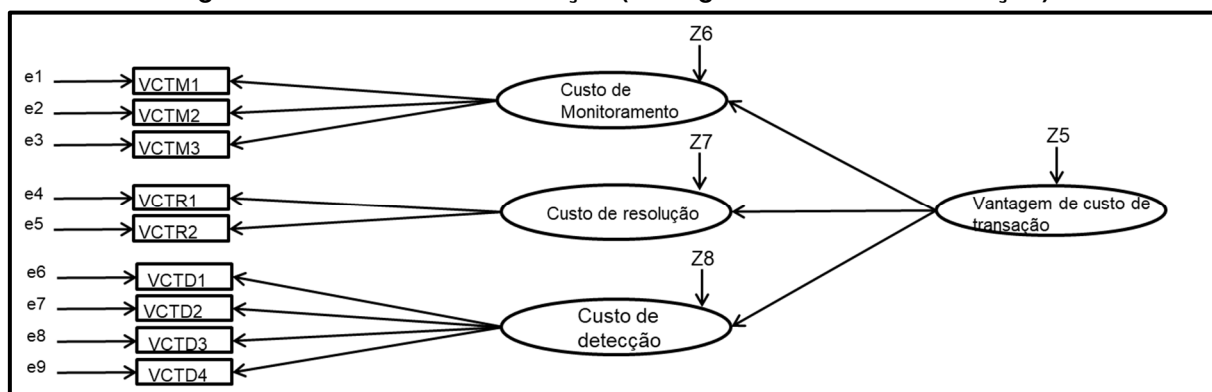 Z6
e1
VCTM1
Custo de
Monitoramento
e2
VCTM2
e3
VCTM3
Z7
Z5
e4
VCTR1
Custo de resolução
Vantagem de custo de
transação
e5
VCTR2
Z8
e6
VCTD1
e7
VCTD2
Custo de
detecção
e8
VCTD3
e9
VCTD4